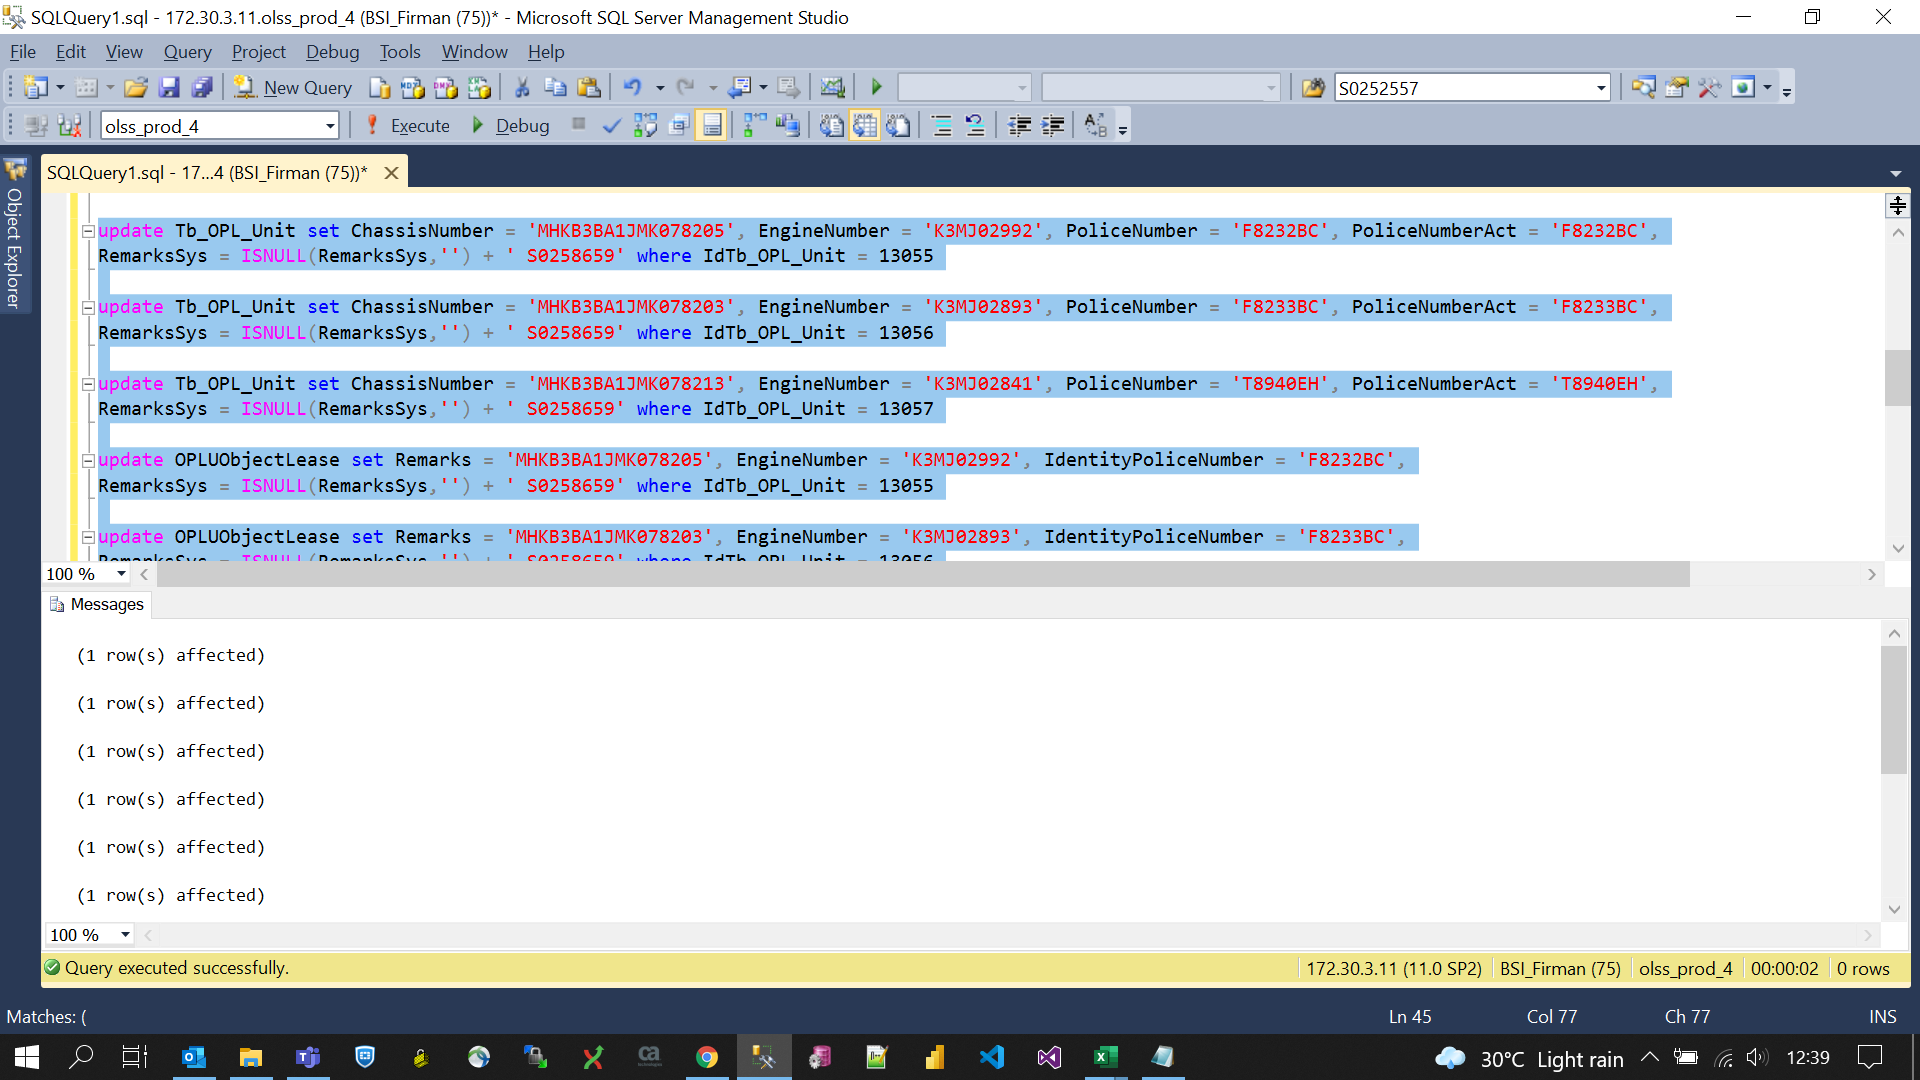 SQLQuery1.sql - 172.30.3.11.olss_prod_4 (BSI_Firman (75))* - Microsoft SQL Server Management Studio
File Edit View Query Project Debug Tools Window Help
New Query S0252557
olss_prod_4 Execute Debug
SQLQuery1.sql - 17...4 (BSI_Firman (75))*
Object Explorer
update Tb_OPL_Unit set ChassisNumber = 'MHKB3BA1JMK078205', EngineNumber = 'K3MJ02992', PoliceNumber = 'F8232BC', PoliceNumberAct = 'F8232BC',
RemarksSys = ISNULL(RemarksSys,'') + ' S0258659' where IdTb_OPL_Unit = 13055
update Tb_OPL_Unit set ChassisNumber = 'MHKB3BA1JMK078203', EngineNumber = 'K3MJ02893', PoliceNumber = 'F8233BC', PoliceNumberAct = 'F8233BC',
RemarksSys = ISNULL(RemarksSys,'') + ' S0258659' where IdTb_OPL_Unit = 13056
update Tb_OPL_Unit set ChassisNumber = 'MHKB3BA1JMK078213', EngineNumber = 'K3MJ02841', PoliceNumber = 'T8940EH', PoliceNumberAct = 'T8940EH',
RemarksSys = ISNULL(RemarksSys,'') + ' S0258659' where IdTb_OPL_Unit = 13057
update OPLUObjectLease set Remarks = 'MHKB3BA1JMK078205', EngineNumber = 'K3MJ02992', IdentityPoliceNumber = 'F8232BC',
RemarksSys = ISNULL(RemarksSys,'') + ' S0258659' where IdTb_OPL_Unit = 13055
update OPLUObjectLease set Remarks = 'MHKB3BA1JMK078203', EngineNumber = 'K3MJ02893', IdentityPoliceNumber = 'F8233BC',
RemarksSys = ISNULL(RemarksSys,'') + ' S0258659' where IdTb_OPL_Unit = 13056
100 %
Messages
(1 row(s) affected)
(1 row(s) affected)
(1 row(s) affected)
(1 row(s) affected)
(1 row(s) affected)
(1 row(s) affected)
100 %
Query executed successfully. 172.30.3.11 (11.0 SP2) BSI_Firman (75) olss_prod_4 00:00:02 0 rows
Matches: ( Ln 45 Col 77 Ch 77 INS
30°C Light rain 12:39